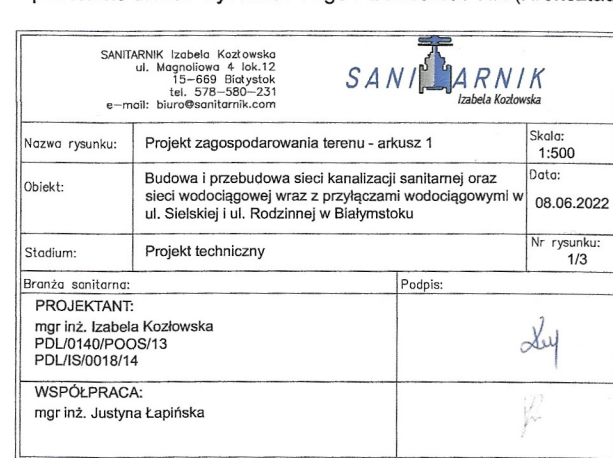 SANITARNIK Izabela Kozłowska
ul. Magnoliowa 4 lok.12
15-669 Białystok
tel. 578-580-231
e-mail: biuro@sanitarnik.com
SANI ARNIK
Izabela Kozłowska
Nazwa rysunku:
Projekt zagospodarowania terenu - arkusz 1
Skala:
1:500
Obiekt:
Budowa i przebudowa sieci kanalizacji sanitarnej oraz
sieci wodociągowej wraz z przyłączami wodociągowymi w
ul. Sielskiej i ul. Rodzinnej w Białymstoku
Data:
08.06.2022
Stadium:
Projekt techniczny
Nr rysunku:
1/3
Branża sanitarna:
Podpis:
PROJEKTANT:
mgr inż. Izabela Kozłowska
PDL/0140/POOS/13
PDL/IS/0018/14
WSPÓŁPRACA:
mgr inż. Justyna Łapińska